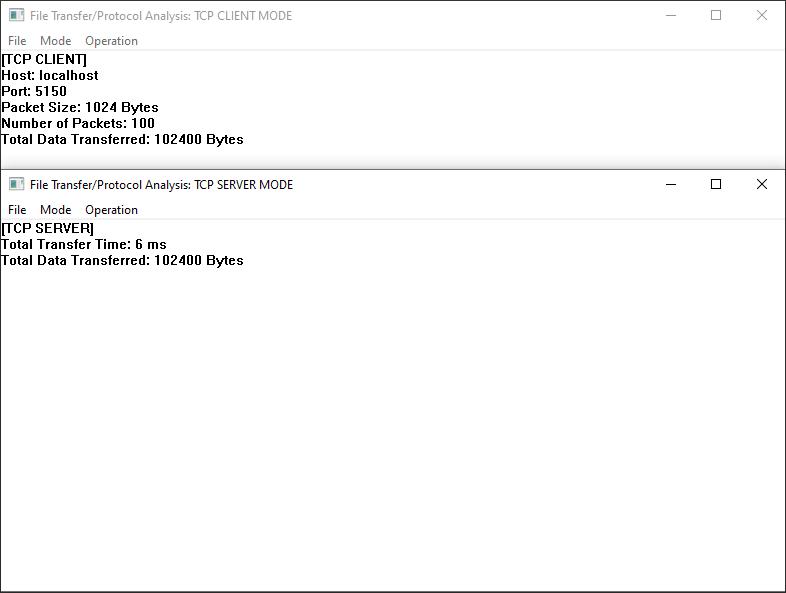 File Transfer/Protocol Analysis: TCP CLIENT MODE
File Mode Operation
[TCP CLIENT]
Host: localhost
Port: 5150
Packet Size: 1024 Bytes
Number of Packets: 100
Total Data Transferred: 102400 Bytes
File Transfer/Protocol Analysis: TCP SERVER MODE
File Mode Operation
[TCP SERVER]
Total Transfer Time: 6 ms
Total Data Transferred: 102400 Bytes